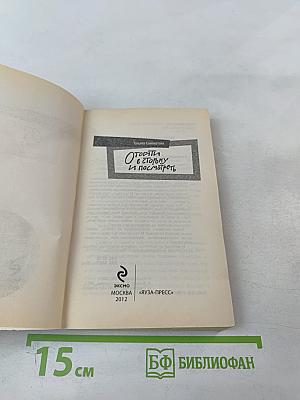 Отойти
в сторону
и посмотреть
ЭКСМО
МОСКВА
2012
«ЯУЗА-ПРЕСС»
15 см
БФ БИБЛИОФАН